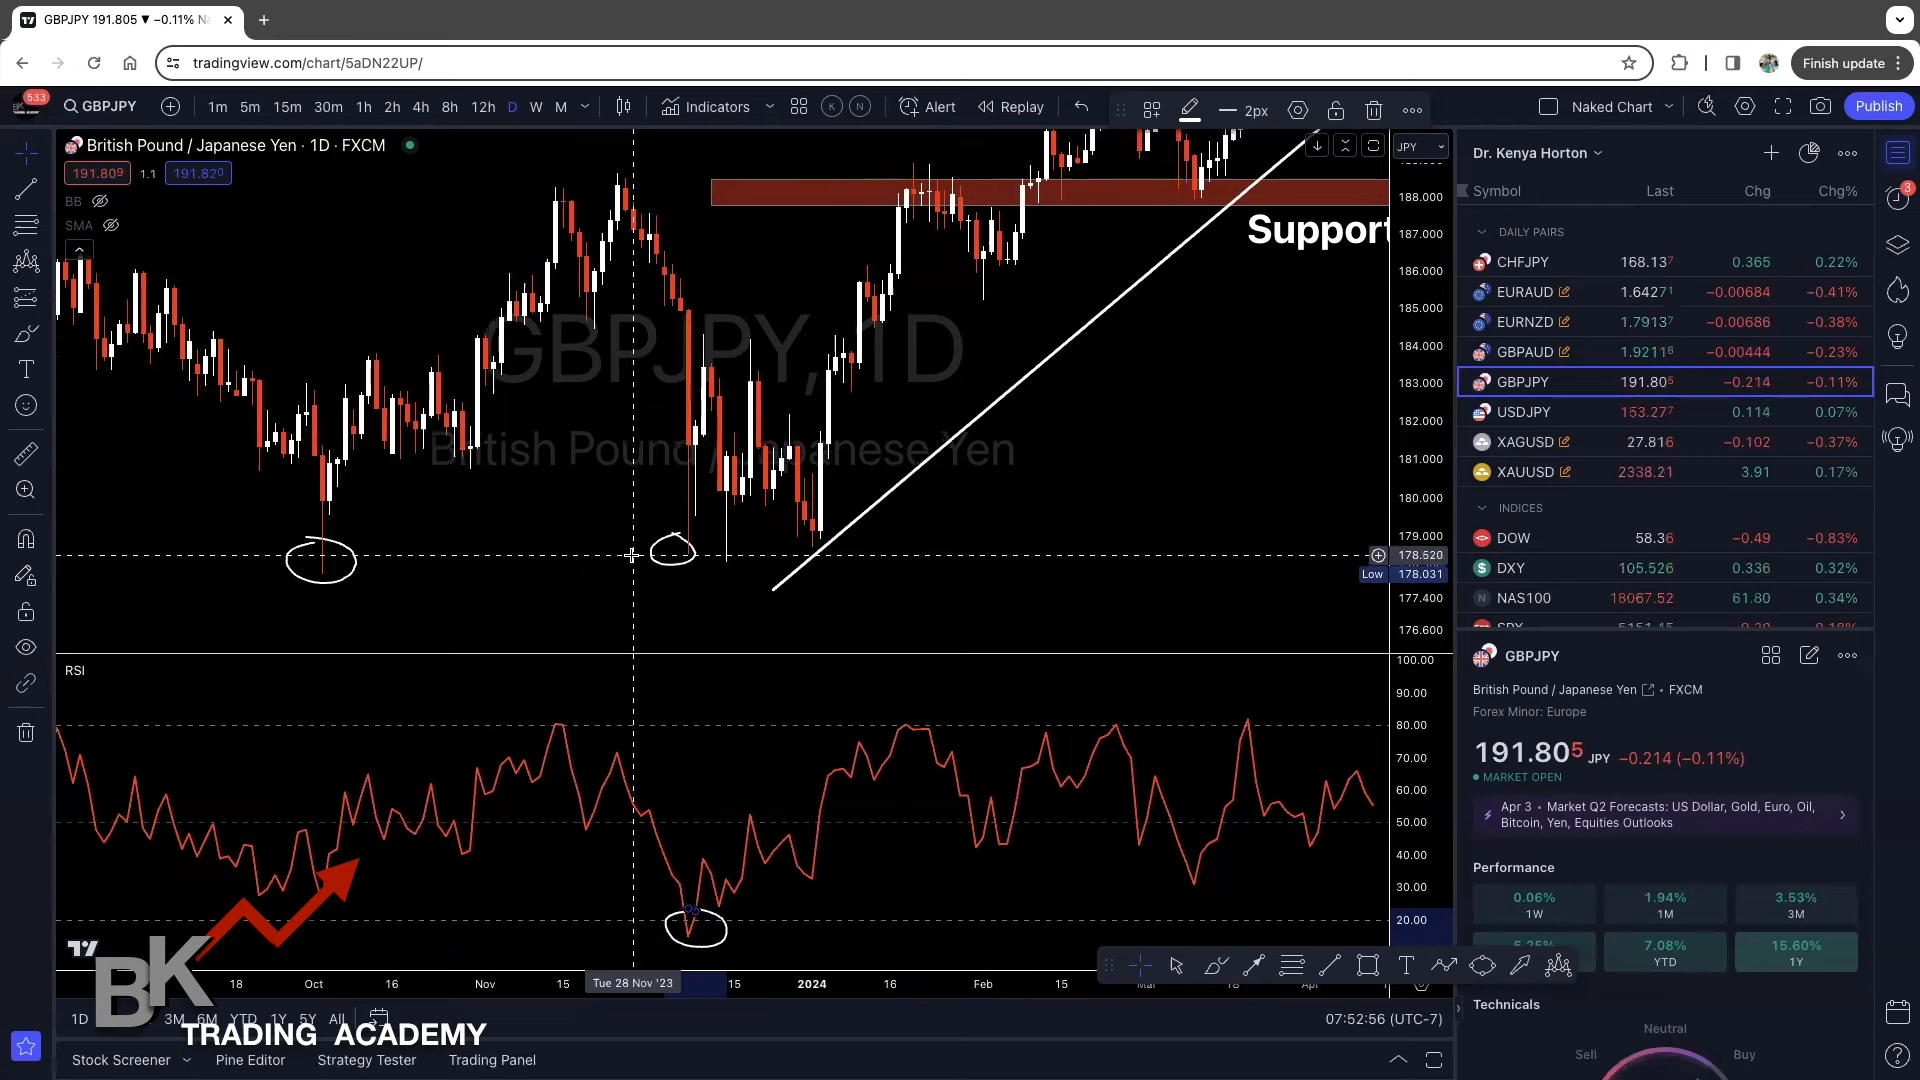 GBPJPY 191.805 ▼ −0.11% Na
tradingview.com/chart/5aDN22UP/
Finish update
533
GBPJPY
1m 5m 15m 30m 1h 2h 4h 8h 12h D W M
Indicators
K N
Alert
Replay
2px
Naked Chart
Publish
British Pound / Japanese Yen · 1D · FXCM
191.809 1.1 191.820
BB
SMA
JPY
188.000
187.000
186.000
185.000
184.000
183.000
182.000
181.000
180.000
179.000
178.520
Low 178.031
177.400
176.600
Support
GBPJPY, 1D
British Pound / Japanese Yen
RSI
100.00
90.00
80.00
70.00
60.00
50.00
40.00
30.00
20.00
18 Oct 16 Nov 15 Tue 28 Nov '23 15 2024 16 Feb 15 Mar 18 Apr
1D 3M 6M YTD 1Y 5Y All
07:52:56 (UTC-7)
BK
TRADING ACADEMY
Stock Screener Pine Editor Strategy Tester Trading Panel
Dr. Kenya Horton
3
Symbol Last Chg Chg%
DAILY PAIRS
CHFJPY 168.137 0.365 0.22%
EURAUD 1.64271 −0.00684 −0.41%
EURNZD 1.79137 −0.00686 −0.38%
GBPAUD 1.92118 −0.00444 −0.23%
GBPJPY 191.805 −0.214 −0.11%
USDJPY 153.277 0.114 0.07%
XAGUSD 27.816 −0.102 −0.37%
XAUUSD 2338.21 3.91 0.17%
INDICES
DOW 58.36 −0.49 −0.83%
DXY 105.526 0.336 0.32%
NAS100 18067.52 61.80 0.34%
GBPJPY
British Pound / Japanese Yen • FXCM
Forex Minor: Europe
191.805 JPY −0.214 (−0.11%)
MARKET OPEN
Apr 3 • Market Q2 Forecasts: US Dollar, Gold, Euro, Oil,
Bitcoin, Yen, Equities Outlooks
Performance
0.06% 1.94% 3.53%
1W 1M 3M
5.25% 7.08% 15.60%
YTD 1Y
Technicals
Neutral
Sell Buy